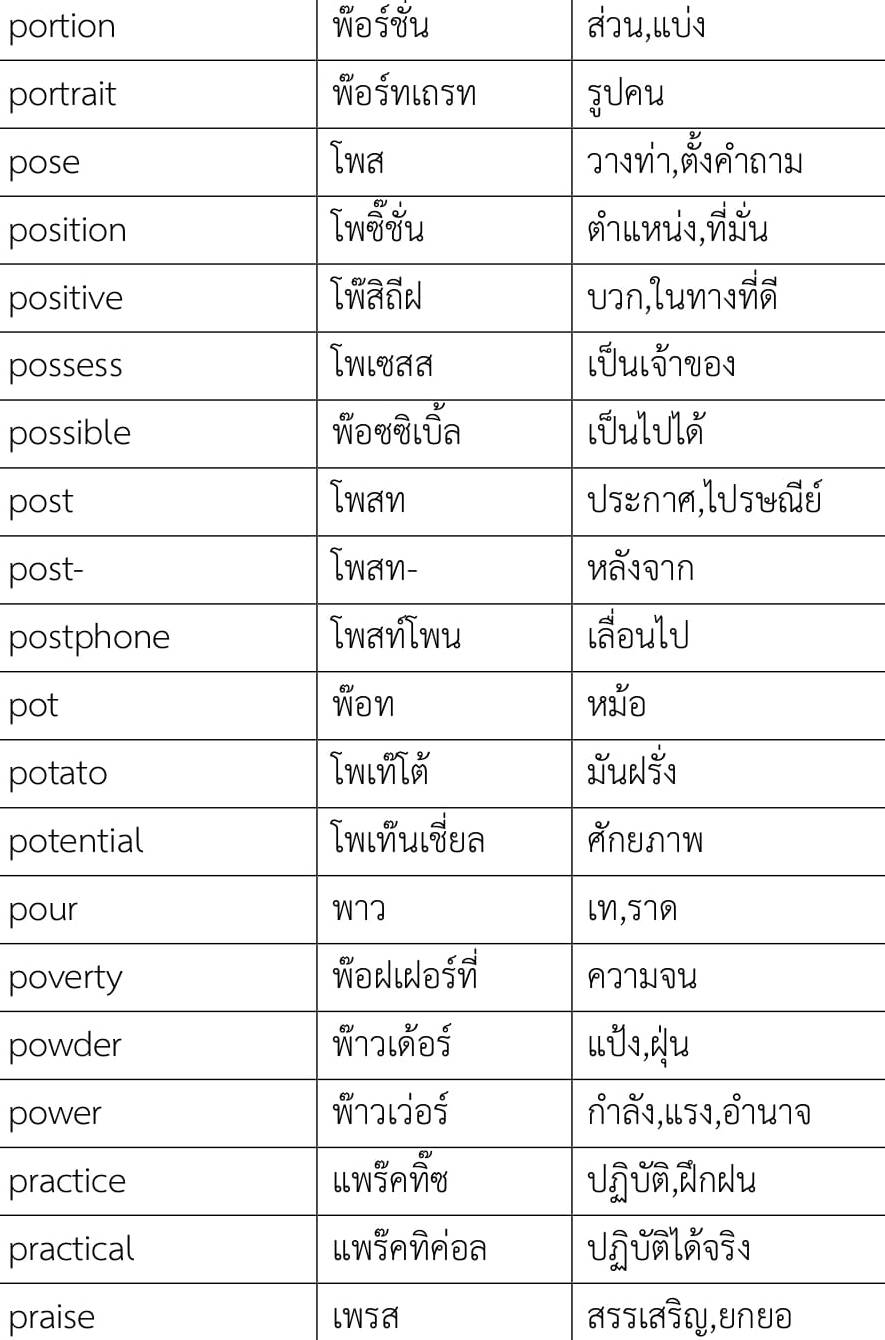 portion พ๊อร์ชั่น ส่วน,แบ่ง
portrait พ๊อร์ทเถรท รูปคน
pose โพส วางท่า,ตั้งคำถาม
position โพซิ๊ชั่น ตำแหน่ง,ที่มั่น
positive โพ๊สิถีฝ บวก,ในทางที่ดี
possess โพเซสส เป็นเจ้าของ
possible พ๊อซซิเบิ้ล เป็นไปได้
post โพสท ประกาศ,ไปรษณีย์
post- โพสท- หลังจาก
postphone โพสท์โพน เลื่อนไป
pot พ๊อท หม้อ
potato โพเท๊โต้ มันฝรั่ง
potential โพเท๊นเชี่ยล ศักยภาพ
pour พาว เท,ราด
poverty พ๊อฝเฝอร์ที่ ความจน
powder พ๊าวเด้อร์ แป้ง,ฝุ่น
power พ๊าวเว่อร์ กำลัง,แรง,อำนาจ
practice แพร๊คทิ๊ซ ปฏิบัติ,ฝึกฝน
practical แพร๊คทิค่อล ปฏิบัติได้จริง
praise เพรส สรรเสริญ,ยกยอ